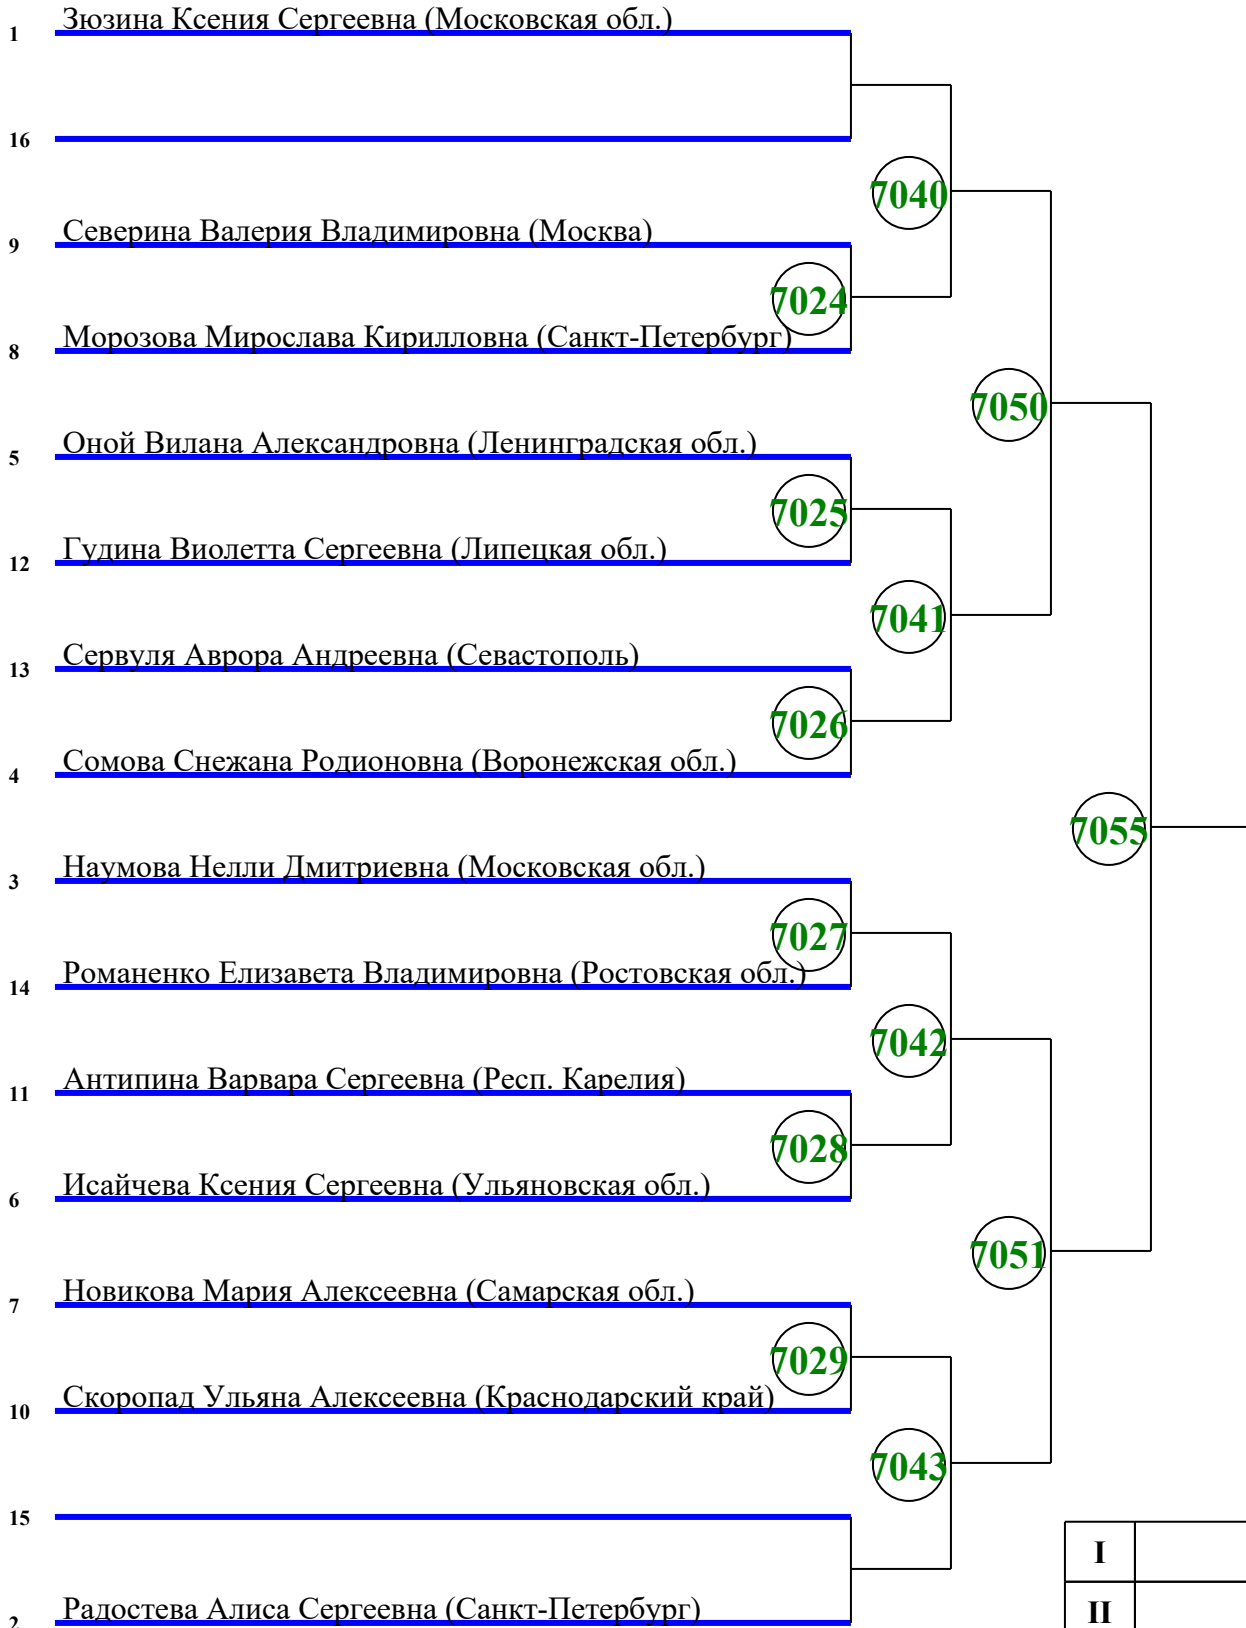 1 Зюзина Ксения Сергеевна (Московская обл.)
16
7040
9 Северина Валерия Владимировна (Москва)
7024
8 Морозова Мирослава Кирилловна (Санкт-Петербург)
7050
5 Оной Вилана Александровна (Ленинградская обл.)
7025
12 Гудина Виолетта Сергеевна (Липецкая обл.)
7041
13 Сервуля Аврора Андреевна (Севастополь)
7026
4 Сомова Снежана Родионовна (Воронежская обл.)
7055
3 Наумова Нелли Дмитриевна (Московская обл.)
7027
14 Романенко Елизавета Владимировна (Ростовская обл.)
7042
11 Антипина Варвара Сергеевна (Респ. Карелия)
7028
6 Исайчева Ксения Сергеевна (Ульяновская обл.)
7051
7 Новикова Мария Алексеевна (Самарская обл.)
7029
10 Скоропад Ульяна Алексеевна (Краснодарский край)
7043
15
I
2 Радостева Алиса Сергеевна (Санкт-Петербург)
II